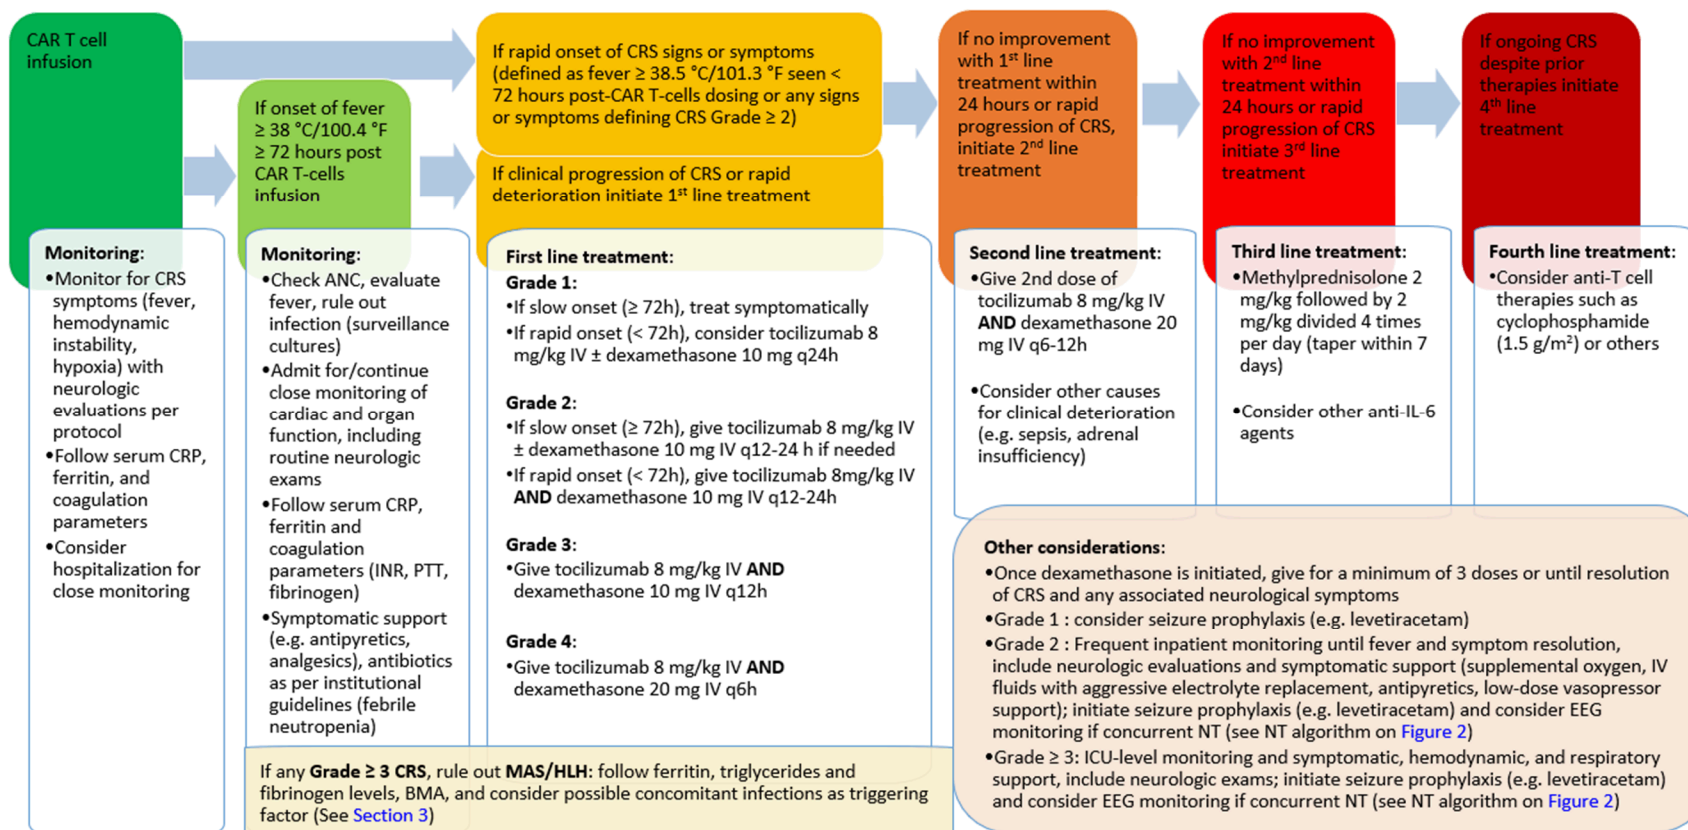 CAR T cell
infusion
If onset of fever
≥ 38 °C/100.4 °F
≥ 72 hours post
CAR T-cells
infusion
If rapid onset of CRS signs or symptoms
(defined as fever ≥ 38.5 °C/101.3 °F seen <
72 hours post-CAR T-cells dosing or any signs
or symptoms defining CRS Grade ≥ 2)
If clinical progression of CRS or rapid
deterioration initiate 1st line treatment
If no improvement
with 1st line
treatment within
24 hours or rapid
progression of CRS,
initiate 2nd line
treatment
If no improvement
with 2nd line
treatment within
24 hours or rapid
progression of CRS
initiate 3rd line
treatment
If ongoing CRS
despite prior
therapies initiate
4th line
treatment
Monitoring:
•Monitor for CRS
symptoms (fever,
hemodynamic
instability,
hypoxia) with
neurologic
evaluations per
protocol
•Follow serum CRP,
ferritin, and
coagulation
parameters
•Consider
hospitalization for
close monitoring
Monitoring:
•Check ANC, evaluate
fever, rule out
infection (surveillance
cultures)
•Admit for/continue
close monitoring of
cardiac and organ
function, including
routine neurologic
exams
•Follow serum CRP,
ferritin and
coagulation
parameters (INR, PTT,
fibrinogen)
•Symptomatic support
(e.g. antipyretics,
analgesics), antibiotics
as per institutional
guidelines (febrile
neutropenia)
First line treatment:
Grade 1:
•If slow onset (≥ 72h), treat symptomatically
•If rapid onset (< 72h), consider tocilizumab 8
mg/kg IV ± dexamethasone 10 mg q24h
Grade 2:
•If slow onset (≥ 72h), give tocilizumab 8 mg/kg IV
± dexamethasone 10 mg IV q12-24 h if needed
•If rapid onset (< 72h), give tocilizumab 8mg/kg IV
AND dexamethasone 10 mg IV q12-24h
Grade 3:
•Give tocilizumab 8 mg/kg IV AND
dexamethasone 10 mg IV q12h
Grade 4:
•Give tocilizumab 8 mg/kg IV AND
dexamethasone 20 mg IV q6h
Second line treatment:
•Give 2nd dose of
tocilizumab 8 mg/kg IV
AND dexamethasone 20
mg IV q6-12h
•Consider other causes
for clinical deterioration
(e.g. sepsis, adrenal
insufficiency)
Third line treatment:
•Methylprednisolone 2
mg/kg followed by 2
mg/kg divided 4 times
per day (taper within 7
days)
•Consider other anti-IL-6
agents
Fourth line treatment:
•Consider anti-T cell
therapies such as
cyclophosphamide
(1.5 g/m²) or others
If any Grade ≥ 3 CRS, rule out MAS/HLH: follow ferritin, triglycerides and
fibrinogen levels, BMA, and consider possible concomitant infections as triggering
factor (See Section 3)
Other considerations:
•Once dexamethasone is initiated, give for a minimum of 3 doses or until resolution
of CRS and any associated neurological symptoms
•Grade 1 : consider seizure prophylaxis (e.g. levetiracetam)
•Grade 2 : Frequent inpatient monitoring until fever and symptom resolution,
include neurologic evaluations and symptomatic support (supplemental oxygen, IV
fluids with aggressive electrolyte replacement, antipyretics, low-dose vasopressor
support); initiate seizure prophylaxis (e.g. levetiracetam) and consider EEG
monitoring if concurrent NT (see NT algorithm on Figure 2)
•Grade ≥ 3: ICU-level monitoring and symptomatic, hemodynamic, and respiratory
support, include neurologic exams; initiate seizure prophylaxis (e.g. levetiracetam)
and consider EEG monitoring if concurrent NT (see NT algorithm on Figure 2)